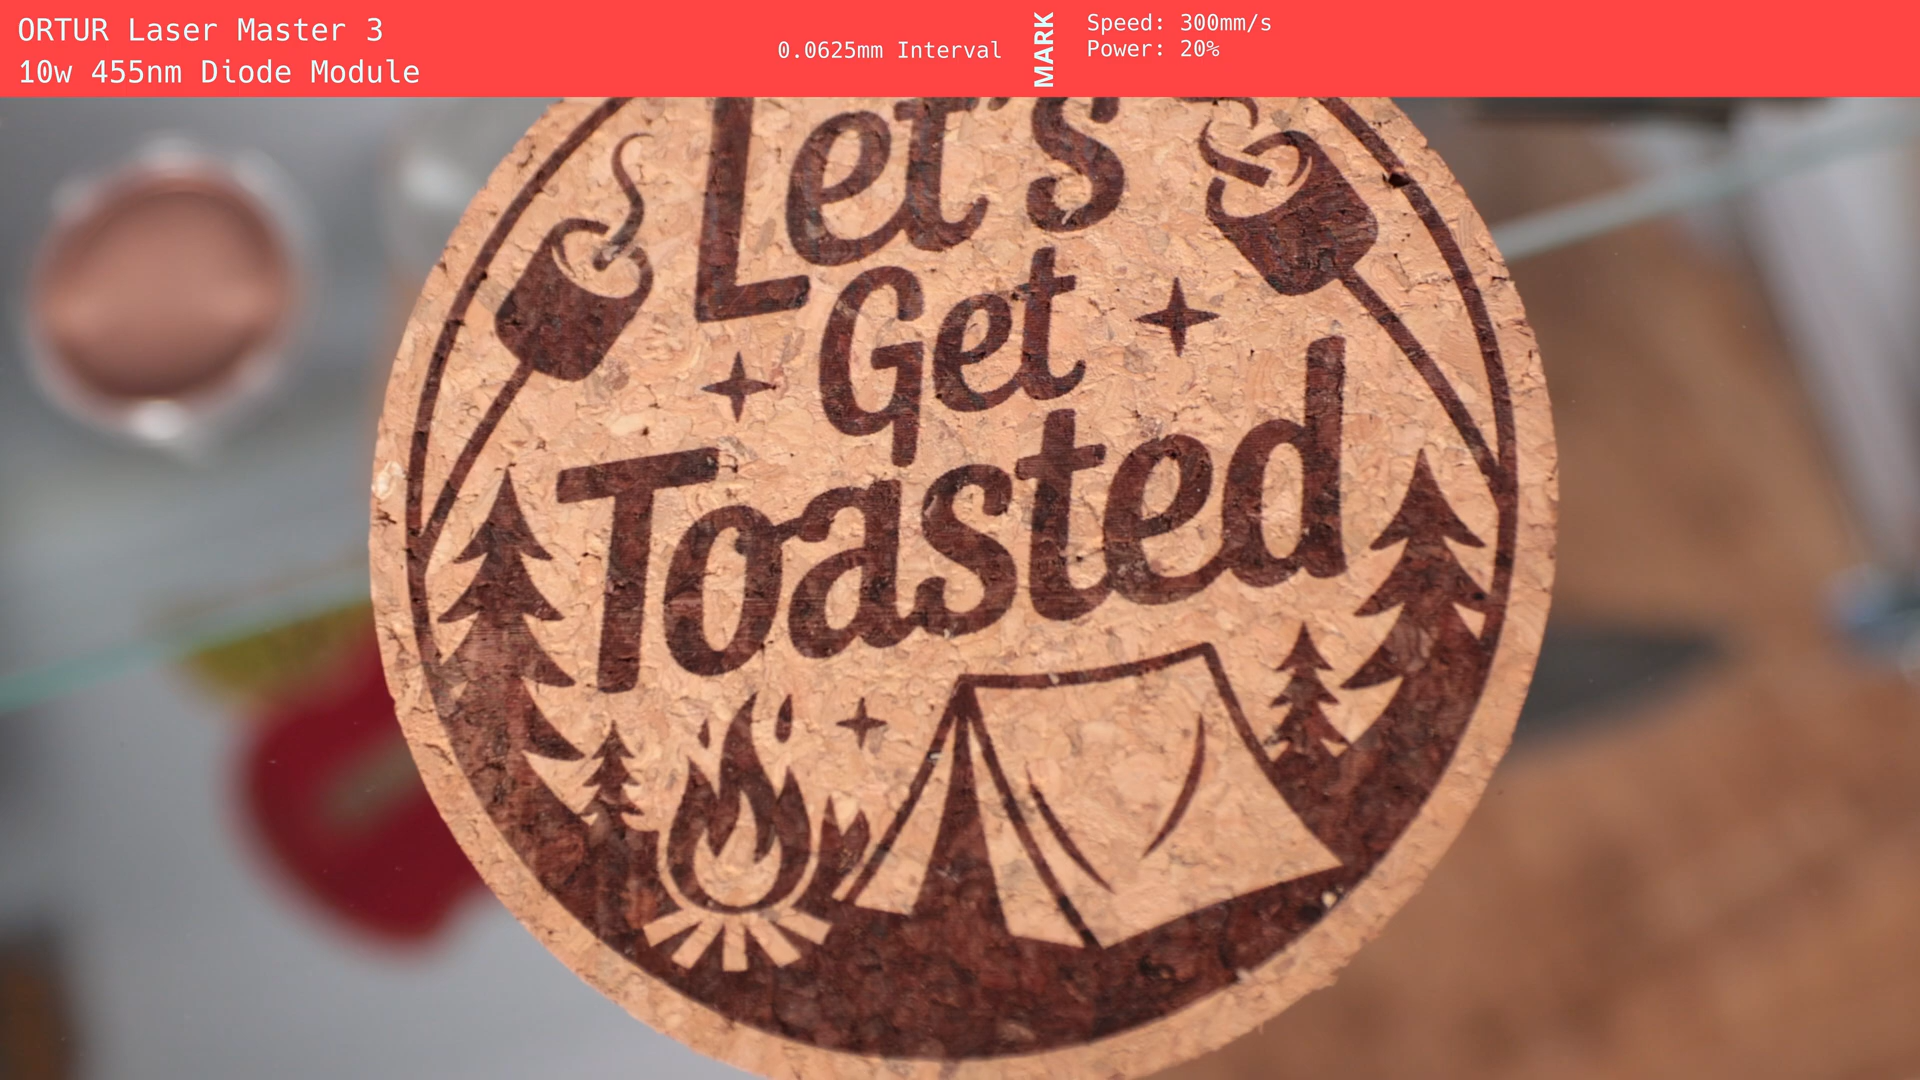 ORTUR Laser Master 3
10w 455nm Diode Module
0.0625mm Interval
MARK
Speed: 300mm/s
Power: 20%
Let's
Get
Toasted